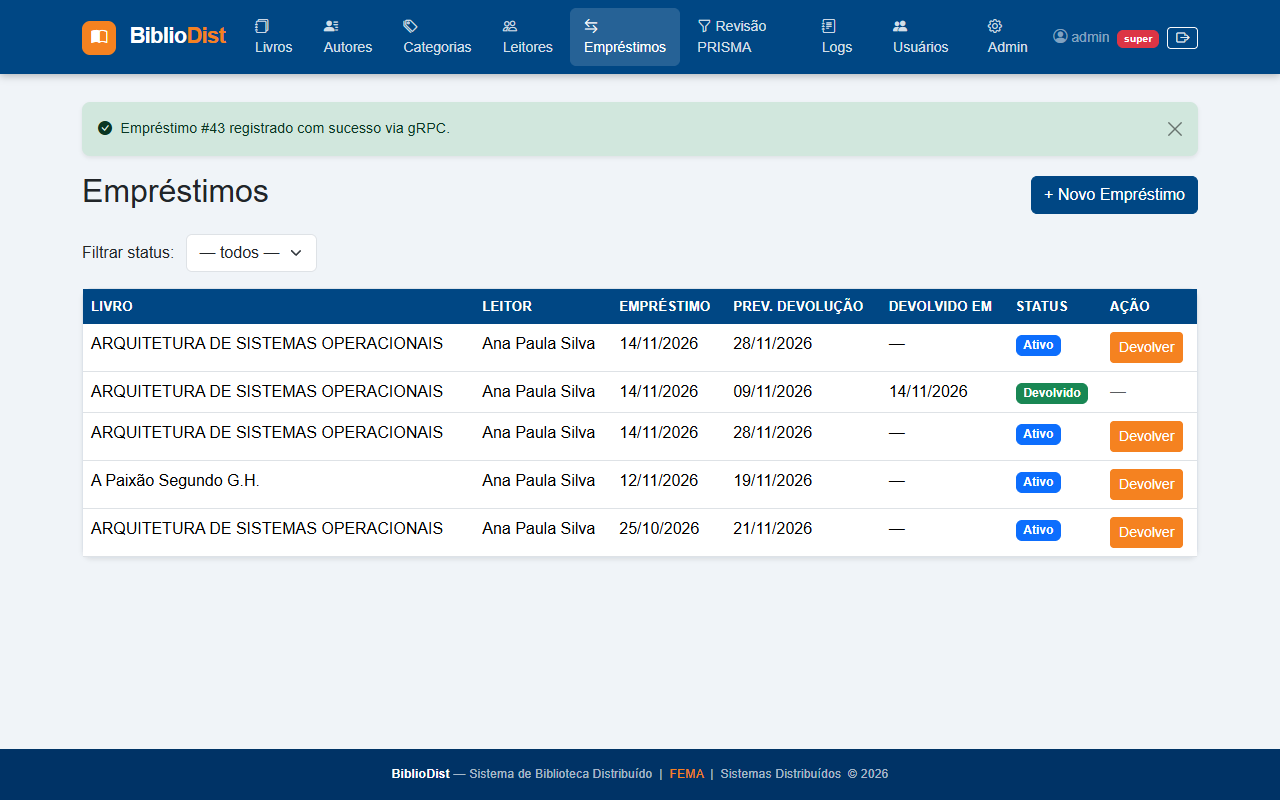 BiblioDist
Livros
Autores
Categorias
Leitores
Empréstimos
Revisão
PRISMA
Logs
Usuários
Admin
admin super
Empréstimo #43 registrado com sucesso via gRPC.
Empréstimos
+ Novo Empréstimo
Filtrar status: — todos —
LIVRO LEITOR EMPRÉSTIMO PREV. DEVOLUÇÃO DEVOLVIDO EM STATUS AÇÃO
ARQUITETURA DE SISTEMAS OPERACIONAIS Ana Paula Silva 14/11/2026 28/11/2026 — Ativo Devolver
ARQUITETURA DE SISTEMAS OPERACIONAIS Ana Paula Silva 14/11/2026 09/11/2026 14/11/2026 Devolvido —
ARQUITETURA DE SISTEMAS OPERACIONAIS Ana Paula Silva 14/11/2026 28/11/2026 — Ativo Devolver
A Paixão Segundo G.H. Ana Paula Silva 12/11/2026 19/11/2026 — Ativo Devolver
ARQUITETURA DE SISTEMAS OPERACIONAIS Ana Paula Silva 25/10/2026 21/11/2026 — Ativo Devolver
BiblioDist — Sistema de Biblioteca Distribuído | FEMA | Sistemas Distribuídos © 2026